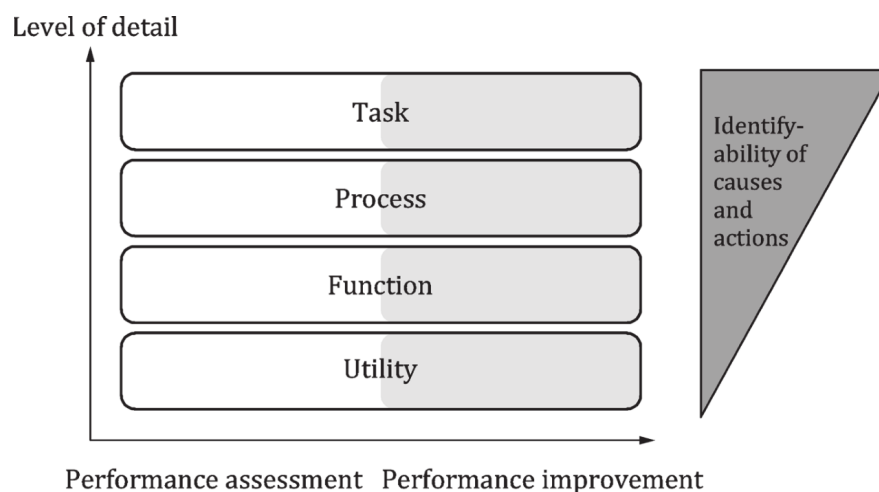 Level of detail
Task
Process
Function
Utility
Identify-
ability of
causes
and
actions
Performance assessment Performance improvement